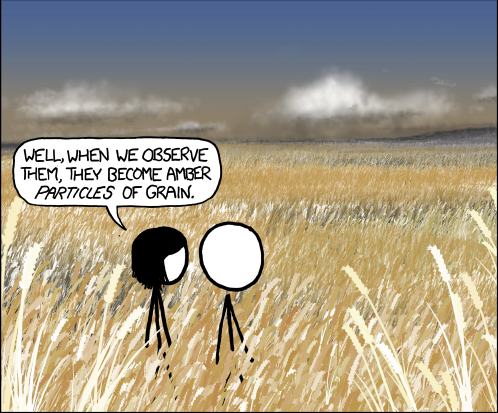 WELL, WHEN WE OBSERVE
THEM, THEY BECOME AMBER
PARTICLES OF GRAIN.